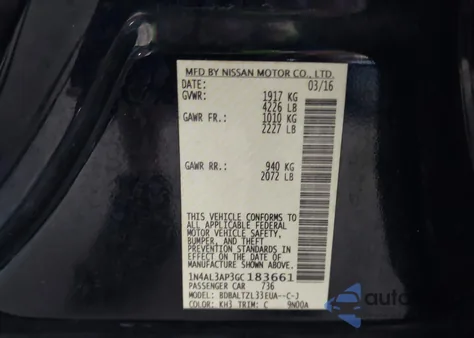 MFD BY NISSAN MOTOR CO., LTD.
DATE: 03/16
GVWR: 1917 KG
4226 LB
GAWR FR.: 1010 KG
2227 LB
GAWR RR.: 940 KG
2072 LB
THIS VEHICLE CONFORMS TO
ALL APPLICABLE FEDERAL
MOTOR VEHICLE SAFETY,
BUMPER, AND THEFT
PREVENTION STANDARDS
IN EFFECT ON THE DATE
OF MANUFACTURE SHOWN
ABOVE.
1N4AL3AP3GC183661
PASSENGER CAR 736
MODEL: BDBALTZL33EUA--C-J
COLOR: KH3 TRIM: C 9N00A